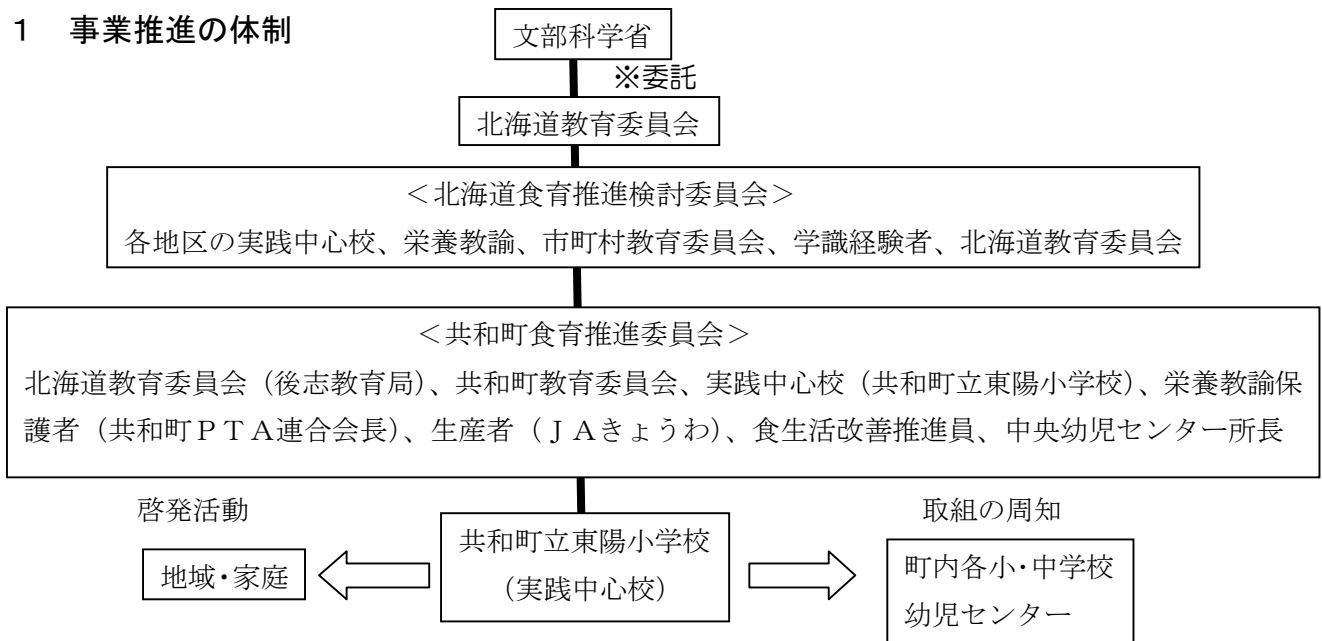 1 事業推進の体制
文部科学省
※委託
北海道教育委員会
＜北海道食育推進検討委員会＞
各地区の実践中心校、栄養教諭、市町村教育委員会、学識経験者、北海道教育委員会
＜共和町食育推進委員会＞
北海道教育委員会（後志教育局）、共和町教育委員会、実践中心校（共和町立東陽小学校）、栄養教諭保
護者（共和町ＰＴＡ連合会長）、生産者（ＪＡきょうわ）、食生活改善推進員、中央幼児センター所長
啓発活動
取組の周知
地域・家庭
共和町立東陽小学校
（実践中心校）
町内各小・中学校
幼児センター